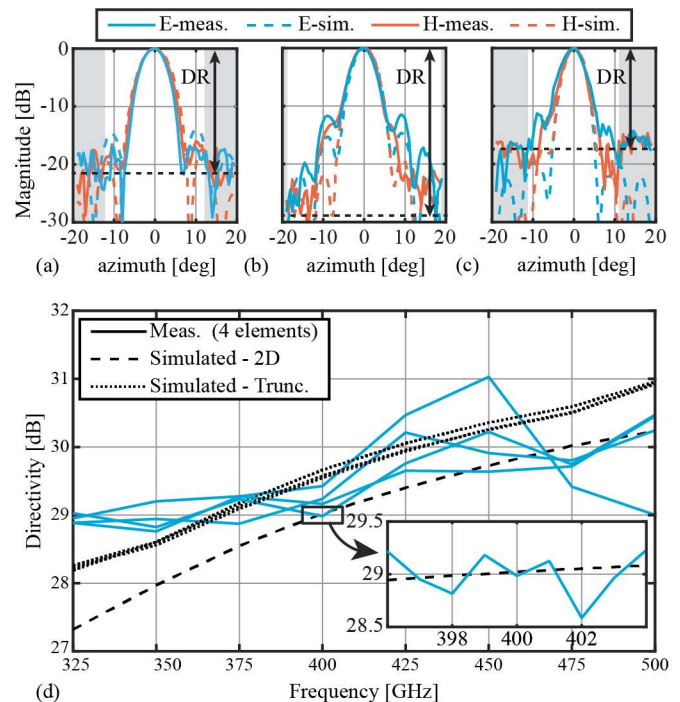 E-meas. E-sim. H-meas. H-sim.
Magnitude [dB]
0
-10
-20
-30
DR
DR
DR
-20 -10 0 10 20
-20 -10 0 10 20
-20 -10 0 10 20
(a) azimuth [deg] (b) azimuth [deg] (c) azimuth [deg]
Directivity [dB]
32
31
30
29
28
27
Meas. (4 elements)
Simulated - 2D
Simulated - Trunc.
29.5
29
28.5
398 400 402
325 350 375 400 425 450 475 500
(d) Frequency [GHz]